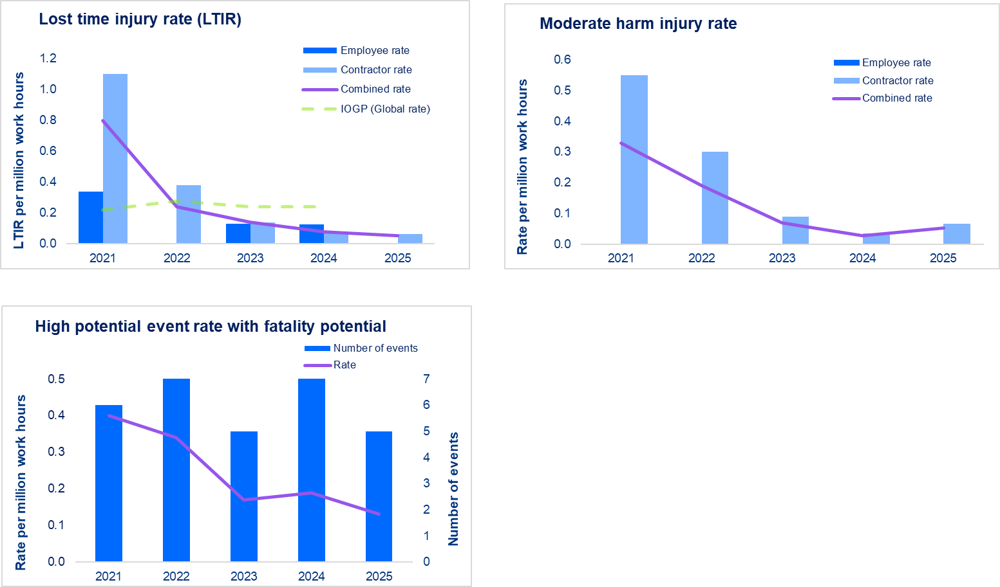 Lost time injury rate (LTIR)
Employee rate
Contractor rate
Combined rate
IOGP (Global rate)
LTIR per million work hours
1.2
1.0
0.8
0.6
0.4
0.2
0.0
2021 2022 2023 2024 2025
Moderate harm injury rate
Employee rate
Contractor rate
Combined rate
Rate per million work hours
0.6
0.5
0.4
0.3
0.2
0.1
0.0
2021 2022 2023 2024 2025
High potential event rate with fatality potential
Number of events
Rate
Rate per million work hours
0.5
0.4
0.3
0.2
0.1
0.0
7
6
5
4
3
2
1
0
Number of events
2021 2022 2023 2024 2025